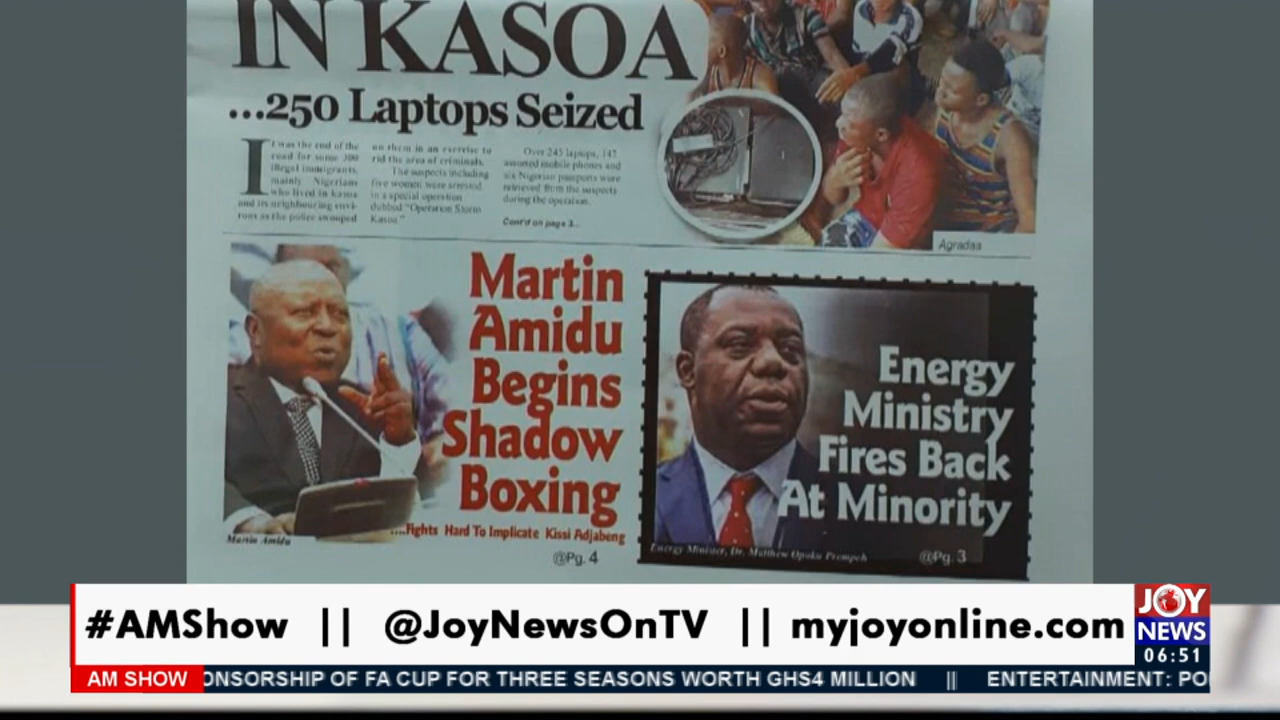 IN KASOA
...250 Laptops Seized
It was the end of the
road for some 300
illegal immigrants,
mainly Nigerians
who lived in kasoa
and its neighbouring envi-
rons as the police swooped
on them in an exercise to
rid the area of criminals.
The suspects including
five women were arrested
in a special operation
dubbed "Operation Storm
Kasoa."
Over 245 laptops, 147
assorted mobile phones and
six Nigerian passports were
retrieved from the suspects
during the operation.
Cont'd on page 3...
Agradaa
Martin
Amidu
Begins
Shadow
Boxing
....Fights Hard To Implicate Kissi Adjabeng
@Pg. 4
Martin Amidu
Energy
Ministry
Fires Back
At Minority
Energy Minister, Dr. Matthew Opoku Prempeh
@Pg. 3
#AMShow || @JoyNewsOnTV || myjoyonline.com
JOY
NEWS
06:51
AM SHOW
ONSORSHIP OF FA CUP FOR THREE SEASONS WORTH GHS4 MILLION || ENTERTAINMENT: PO